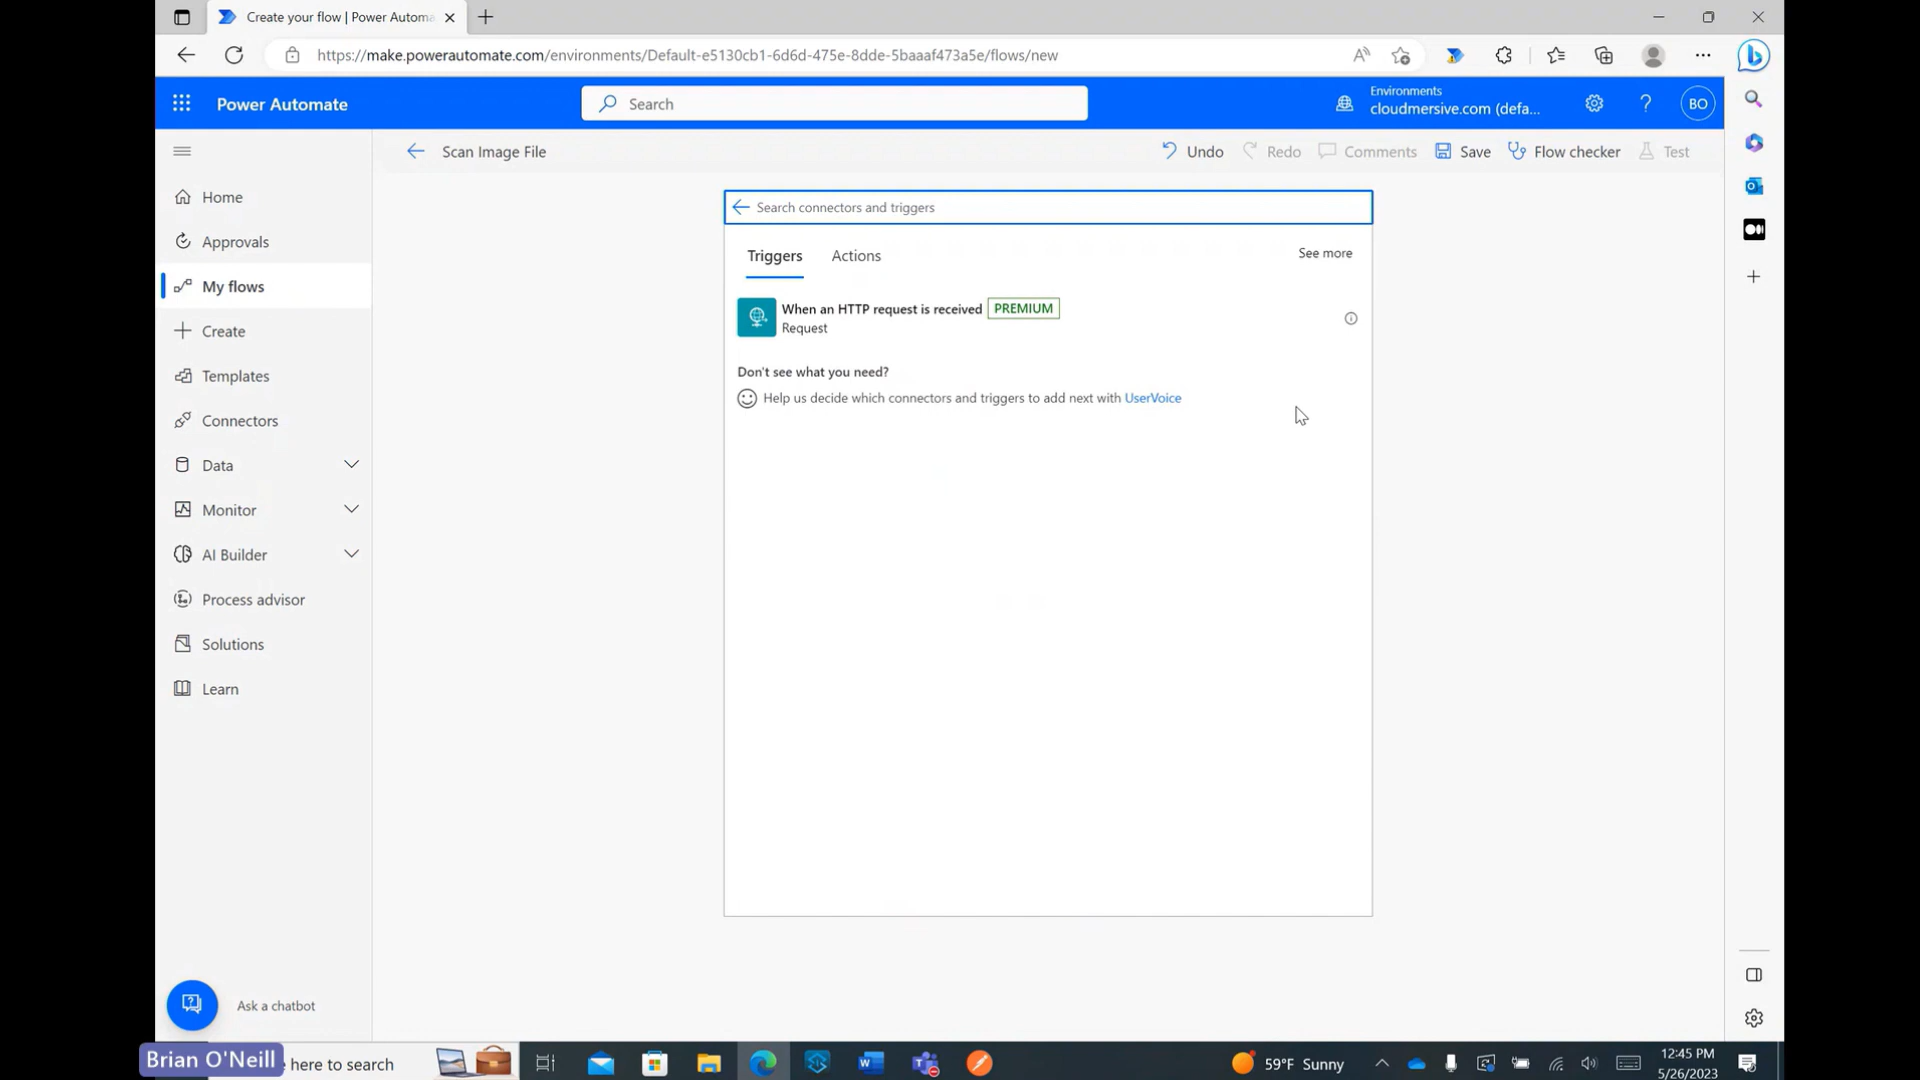 Create your flow | Power Automa
https://make.powerautomate.com/environments/Default-e5130cb1-6d6d-475e-8dde-5baaaf473a5e/flows/new
Power Automate
Search
Environments
cloudmersive.com (defa...
BO
Scan Image File
Undo
Redo
Comments
Save
Flow checker
Test
Home
Approvals
My flows
Create
Templates
Connectors
Data
Monitor
AI Builder
Process advisor
Solutions
Learn
Ask a chatbot
Search connectors and triggers
Triggers
Actions
See more
When an HTTP request is received PREMIUM
Request
Don't see what you need?
Help us decide which connectors and triggers to add next with UserVoice
Brian O'Neill
here to search
59°F Sunny
12:45 PM
5/26/2023